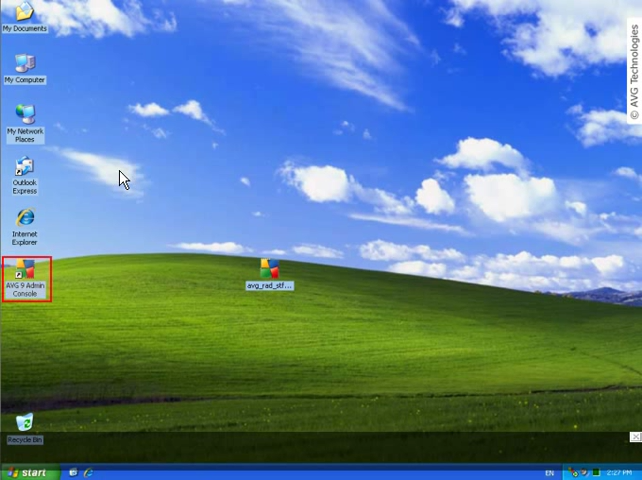 My Documents
My Computer
My Network
Places
Outlook
Express
Internet
Explorer
AVG 9 Admin
Console
avg_rad_stf...
Recycle Bin
start
EN
2:27 PM
© AVG Technologies